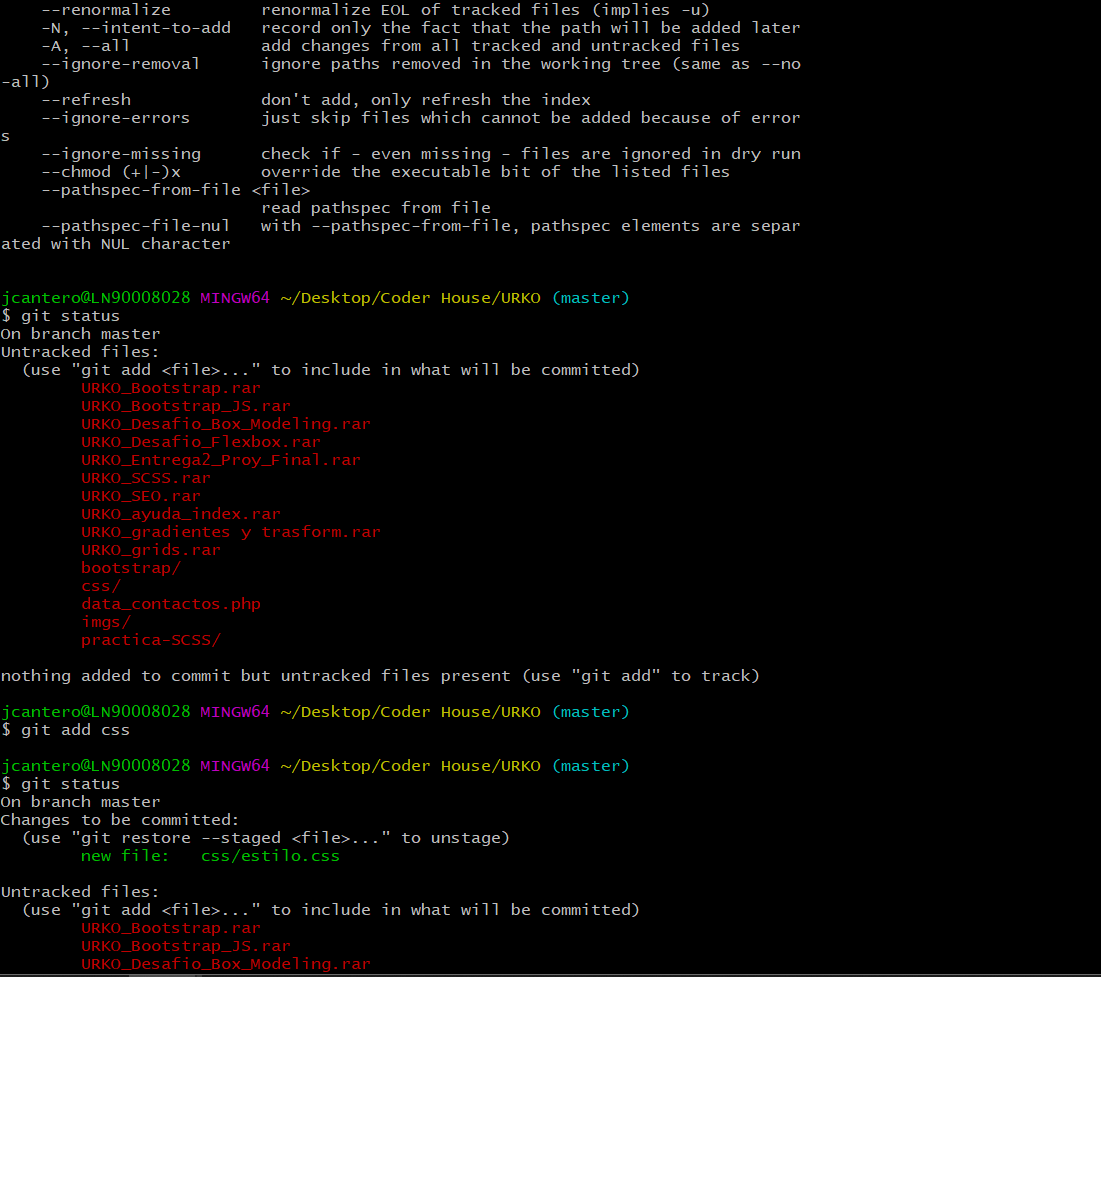 --renormalize         renormalize EOL of tracked files (implies -u)
-N, --intent-to-add   record only the fact that the path will be added later
-A, --all             add changes from all tracked and untracked files
--ignore-removal      ignore paths removed in the working tree (same as --no
-all)
--refresh             don't add, only refresh the index
--ignore-errors       just skip files which cannot be added because of error
s
--ignore-missing      check if - even missing - files are ignored in dry run
--chmod (+|-)x        override the executable bit of the listed files
--pathspec-from-file <file>
read pathspec from file
--pathspec-file-nul   with --pathspec-from-file, pathspec elements are separ
ated with NUL character
jcantero@LN90008028 MINGW64 ~/Desktop/Coder House/URKO (master)
$ git status
On branch master
Untracked files:
(use "git add <file>..." to include in what will be committed)
URKO_Bootstrap.rar
URKO_Bootstrap_JS.rar
URKO_Desafio_Box_Modeling.rar
URKO_Desafio_Flexbox.rar
URKO_Entrega2_Proy_Final.rar
URKO_SCSS.rar
URKO_SEO.rar
URKO_ayuda_index.rar
URKO_gradientes y trasform.rar
URKO_grids.rar
bootstrap/
css/
data_contactos.php
imgs/
practica-SCSS/
nothing added to commit but untracked files present (use "git add" to track)
jcantero@LN90008028 MINGW64 ~/Desktop/Coder House/URKO (master)
$ git add css
jcantero@LN90008028 MINGW64 ~/Desktop/Coder House/URKO (master)
$ git status
On branch master
Changes to be committed:
(use "git restore --staged <file>..." to unstage)
new file:   css/estilo.css
Untracked files:
(use "git add <file>..." to include in what will be committed)
URKO_Bootstrap.rar
URKO_Bootstrap_JS.rar
URKO_Desafio_Box_Modeling.rar